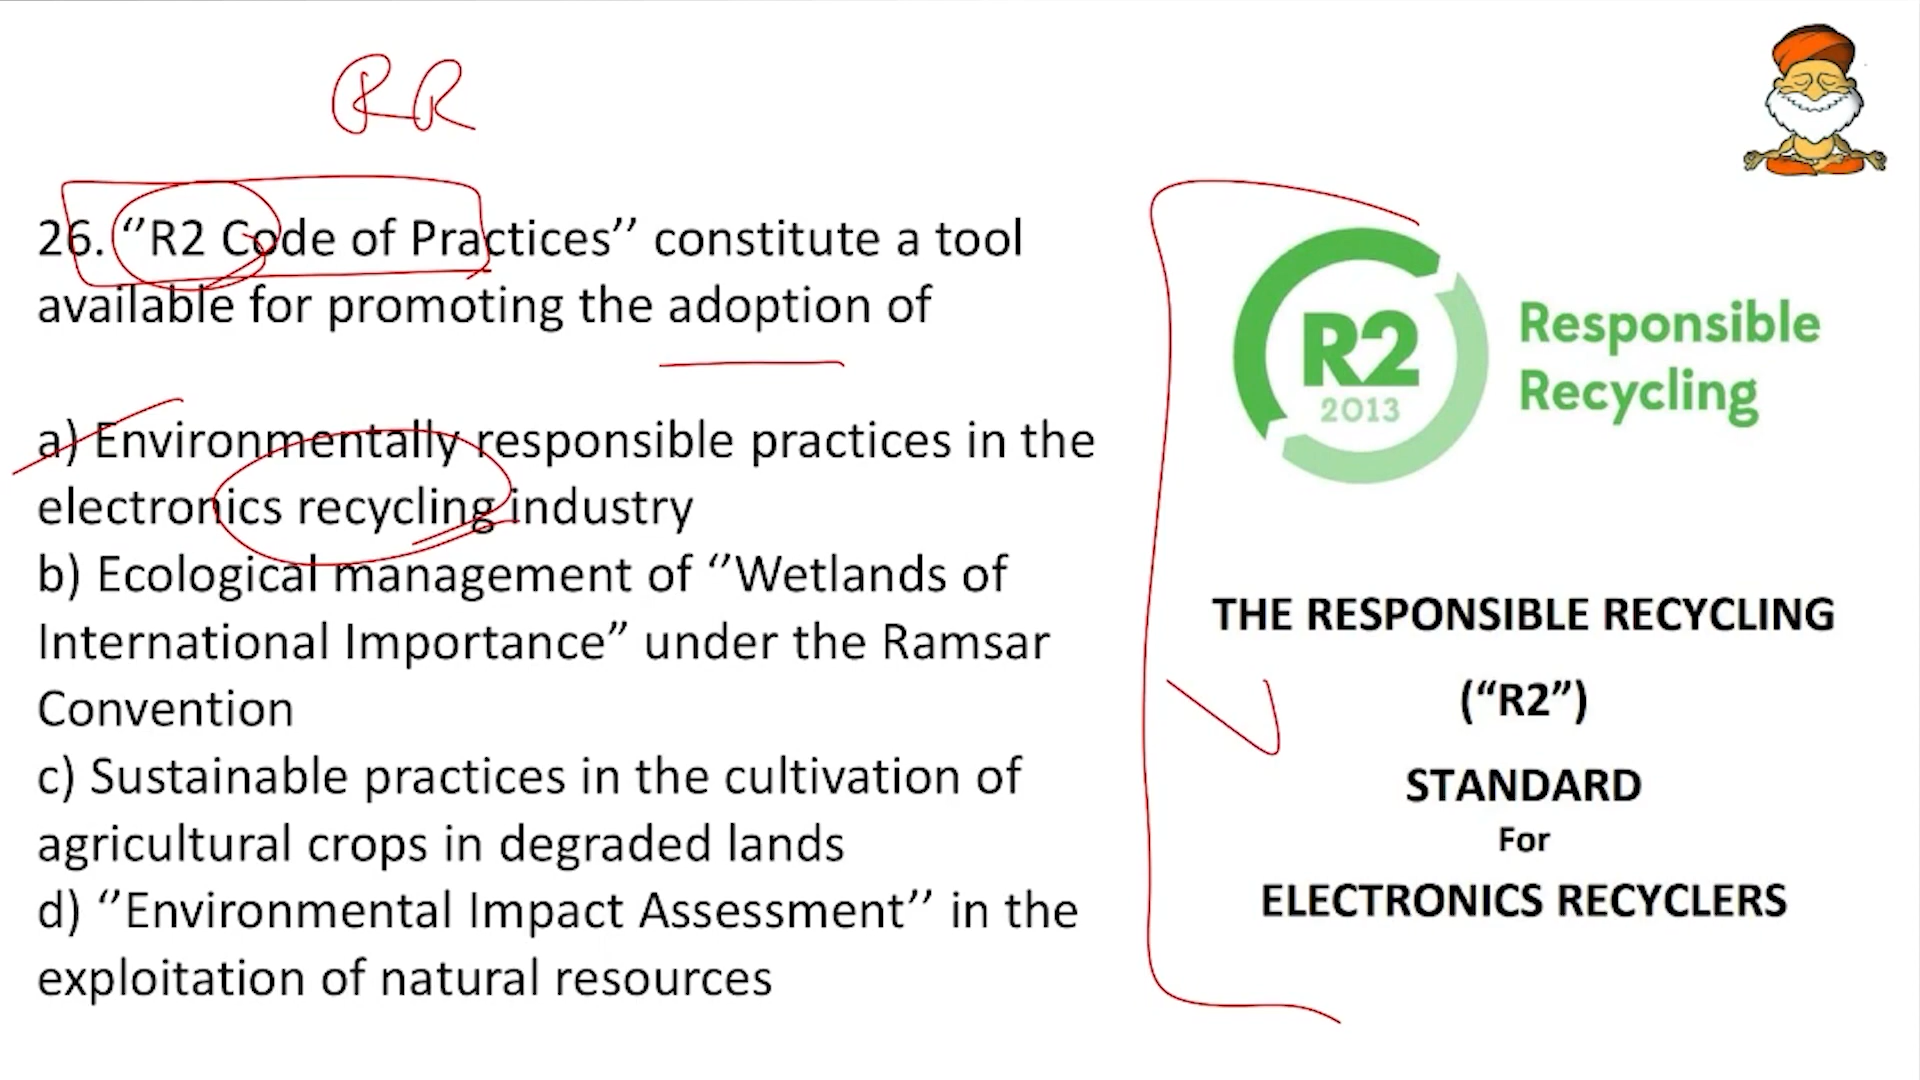 RR
26. ‘’R2 Code of Practices’’ constitute a tool
available for promoting the adoption of
a) Environmentally responsible practices in the
electronics recycling industry
b) Ecological management of ‘’Wetlands of
International Importance” under the Ramsar
Convention
c) Sustainable practices in the cultivation of
agricultural crops in degraded lands
d) ‘’Environmental Impact Assessment’’ in the
exploitation of natural resources
R2
2013
Responsible
Recycling
THE RESPONSIBLE RECYCLING
(“R2”)
STANDARD
For
ELECTRONICS RECYCLERS